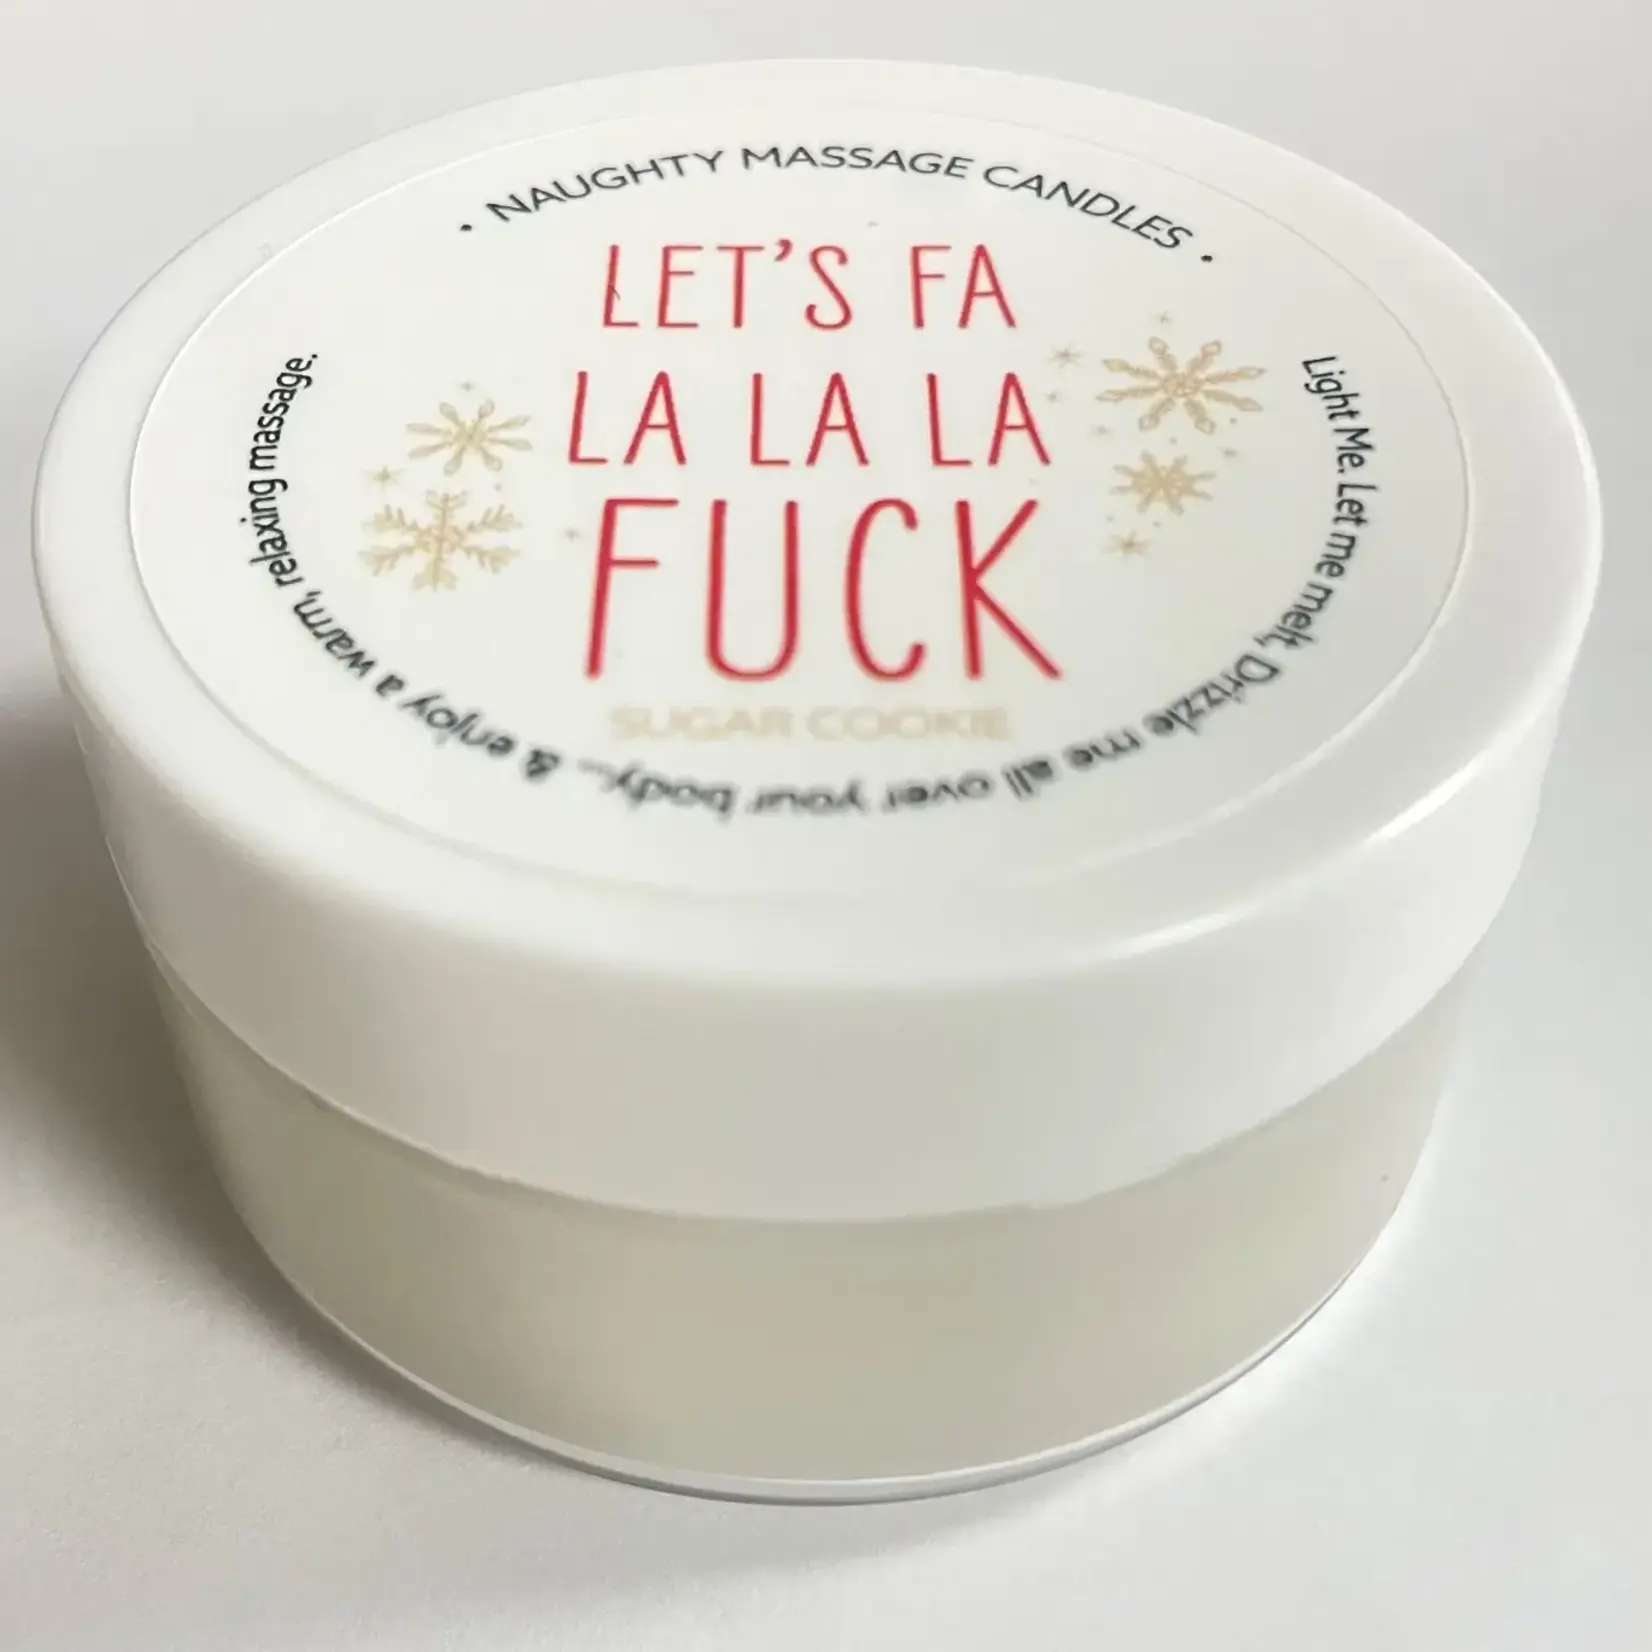 • NAUGHTY MASSAGE CANDLES •
LET'S FA
LA LA LA
FUCK
SUGAR COOKIE
Light Me. Let me melt, Drizzle me all over your body... & enjoy a warm, relaxing massage.